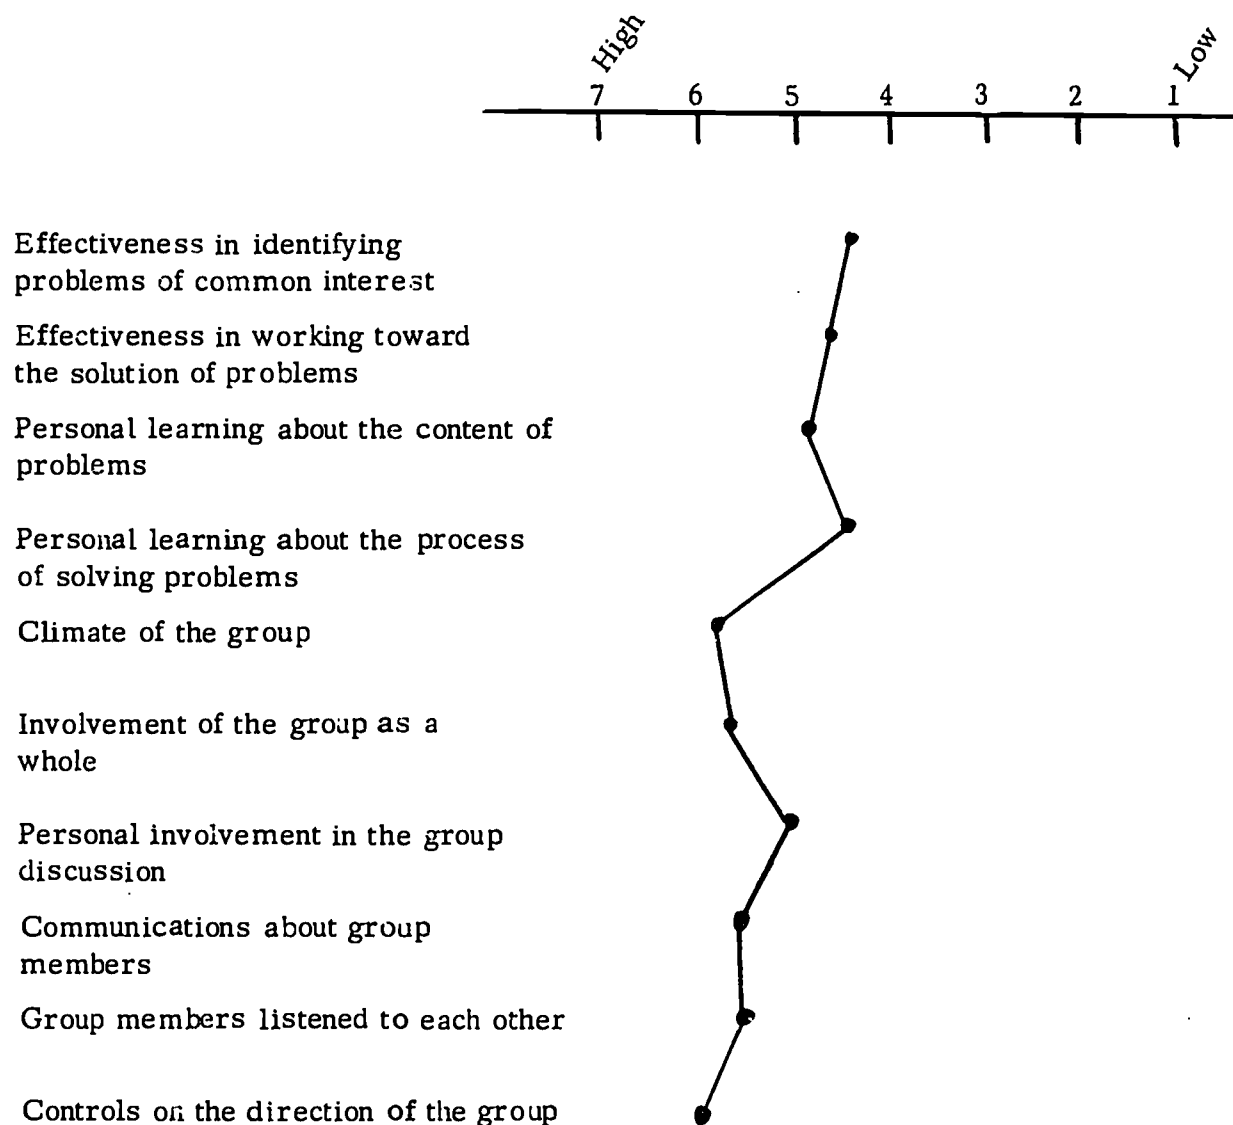 High Low
7 6 5 4 3 2 1
Effectiveness in identifying
problems of common interest
Effectiveness in working toward
the solution of problems
Personal learning about the content of
problems
Personal learning about the process
of solving problems
Climate of the group
Involvement of the group as a
whole
Personal involvement in the group
discussion
Communications about group
members
Group members listened to each other
Controls on the direction of the group